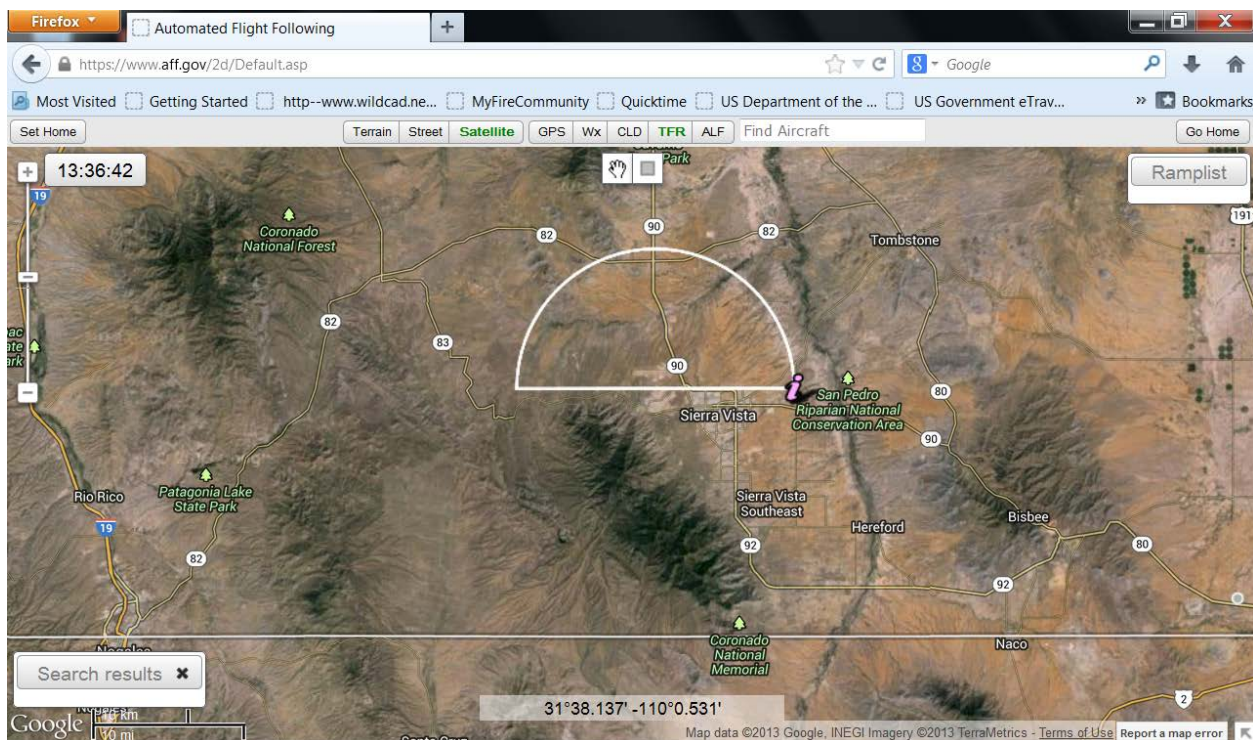 Firefox
Automated Flight Following
https://www.aff.gov/2d/Default.asp
Google
Most Visited Getting Started http--www.wildcad.ne... MyFireCommunity Quicktime US Department of the ... US Government eTrav... » Bookmarks
Set Home Terrain Street Satellite GPS Wx CLD TFR ALF Find Aircraft Go Home
13:36:42
Ramplist
Park
19
191
Coronado
National Forest
82
90
82
Tombstone
82
83
90
80
San Pedro
Riparian National
Conservation Area
Sierra Vista
90
Rio Rico
Patagonia Lake
State Park
19
Sierra Vista
Southeast
Hereford
Bisbee
82
92
80
92
Coronado
National
Memorial
Naco
Nogales
Search results ✖
31°38.137' -110°0.531'
2
Google
10 km
10 mi
Map data ©2013 Google, INEGI Imagery ©2013 TerraMetrics - Terms of Use Report a map error